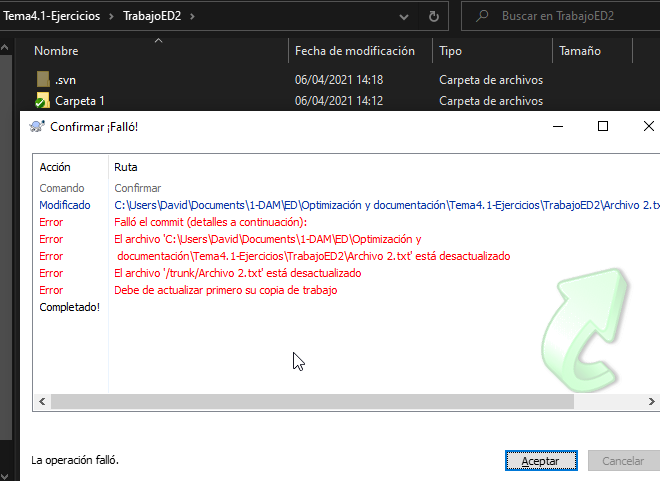 Tema4.1-Ejercicios > TrabajoED2 >
Buscar en TrabajoED2
Nombre Fecha de modificación Tipo Tamaño
.svn 06/04/2021 14:18 Carpeta de archivos
Carpeta 1 06/04/2021 14:12 Carpeta de archivos
Confirmar ¡Falló!
Acción Ruta
Comando Confirmar
Modificado C:\Users\David\Documents\1-DAM\ED\Optimización y documentación\Tema4.1-Ejercicios\TrabajoED2\Archivo 2.tx
Error Falló el commit (detalles a continuación):
Error El archivo 'C:\Users\David\Documents\1-DAM\ED\Optimización y
Error documentación\Tema4.1-Ejercicios\TrabajoED2\Archivo 2.txt' está desactualizado
Error El archivo '/trunk/Archivo 2.txt' está desactualizado
Error Debe de actualizar primero su copia de trabajo
Completado!
La operación falló.
Aceptar
Cancelar